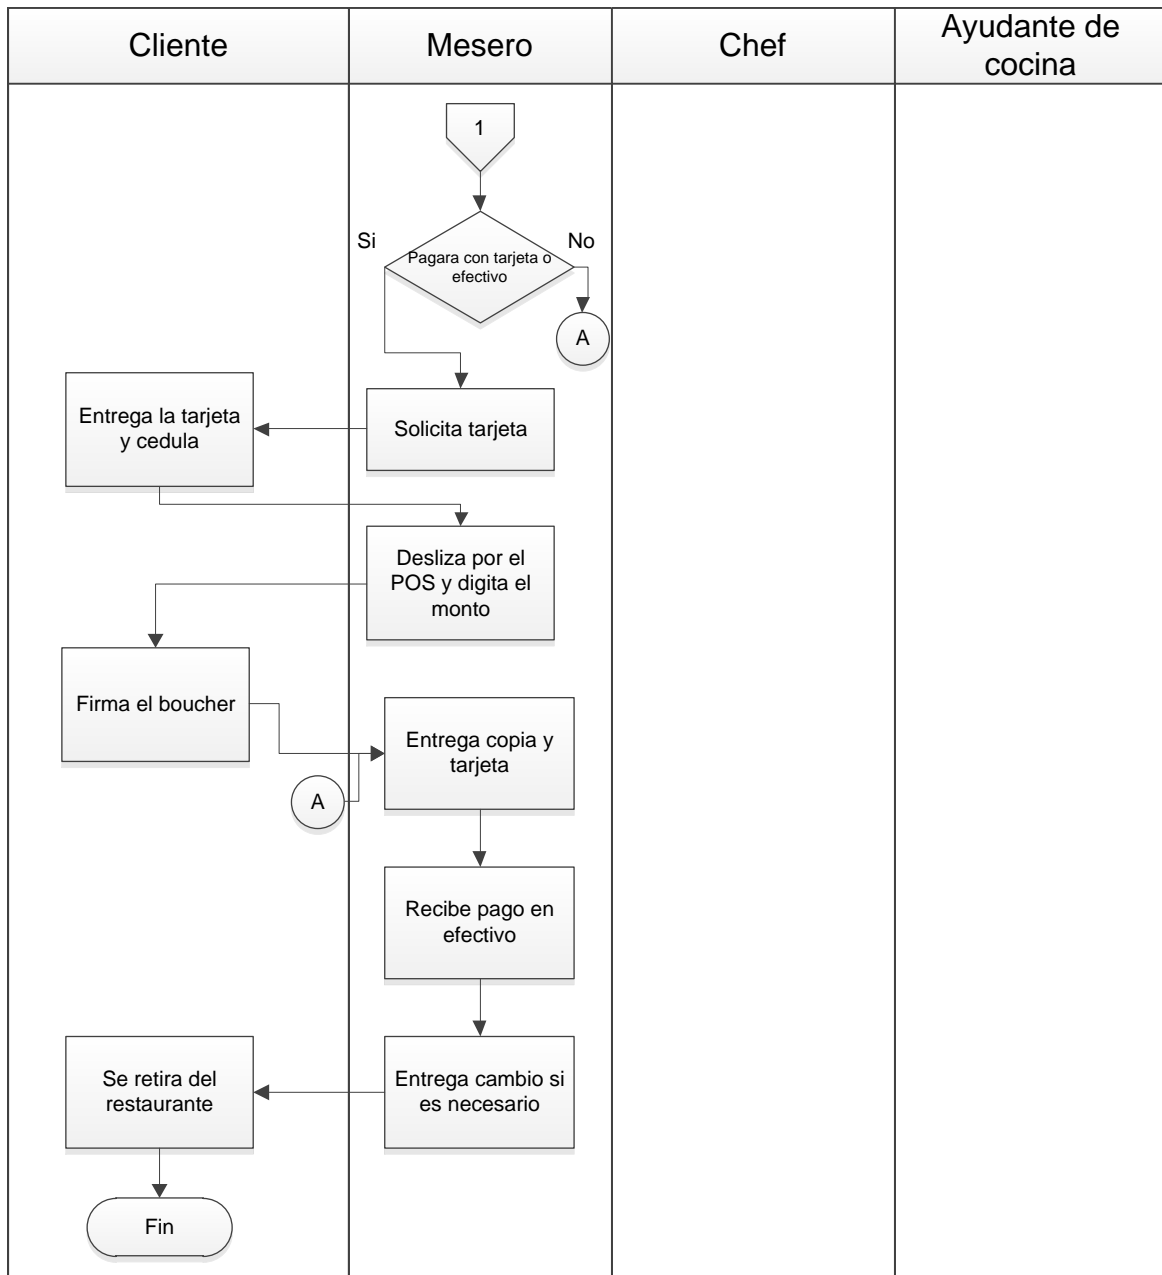 Cliente
Mesero
Chef
Ayudante de
cocina
1
Si
No
Pagara con tarjeta o
efectivo
A
Entrega la tarjeta
y cedula
Solicita tarjeta
Desliza por el
POS y digita el
monto
Firma el boucher
Entrega copia y
tarjeta
A
Recibe pago en
efectivo
Se retira del
restaurante
Entrega cambio si
es necesario
Fin